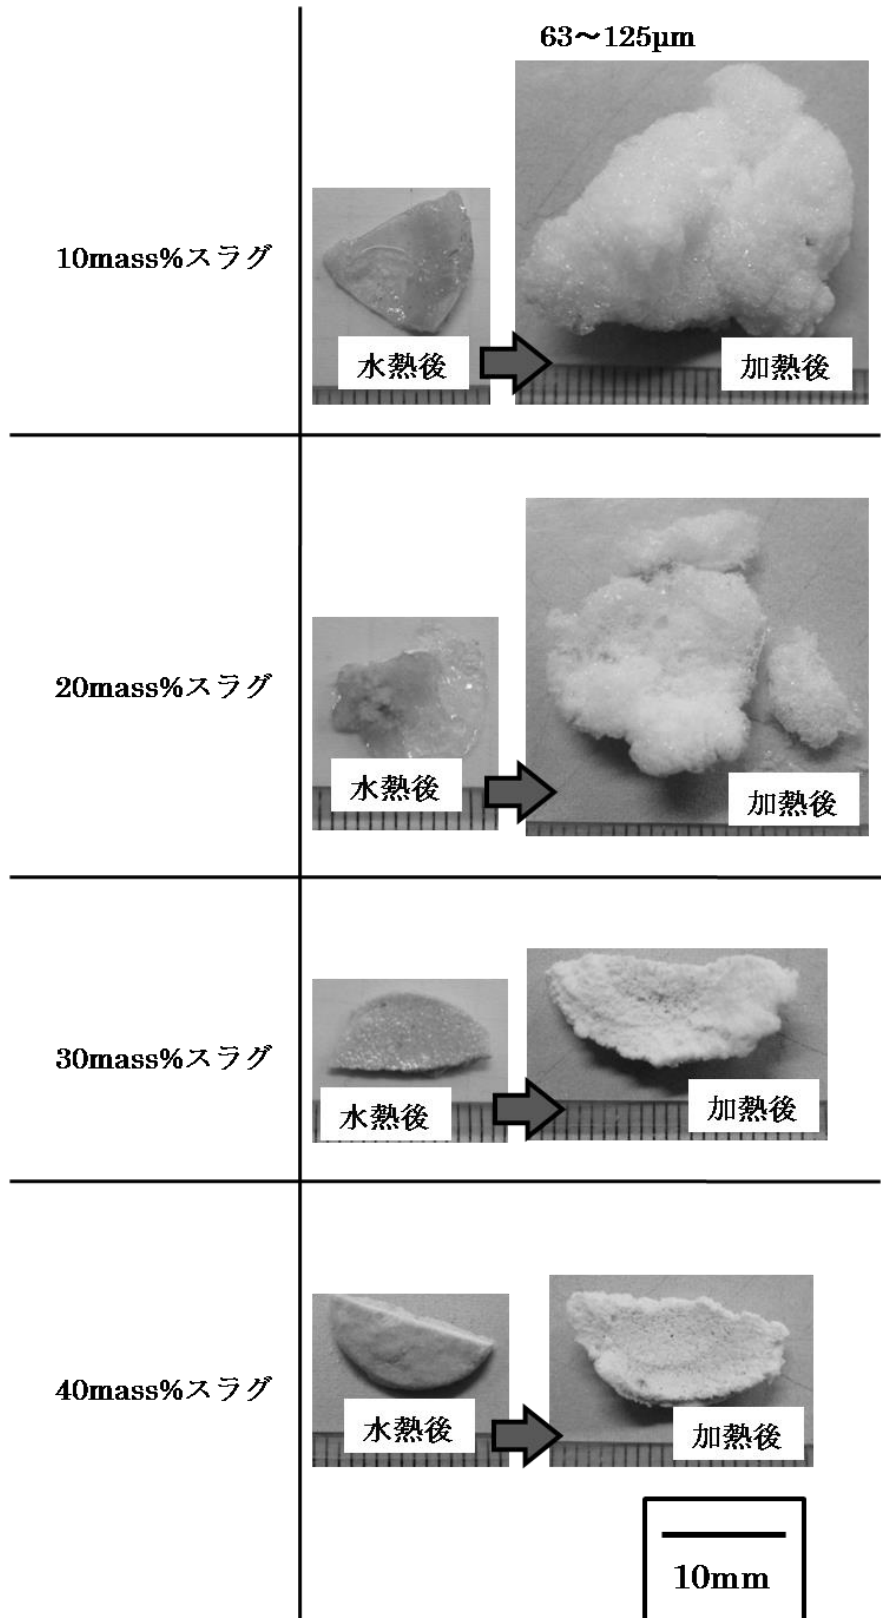 63～125μm
10mass%スラグ
水熱後
加熱後
20mass%スラグ
水熱後
加熱後
30mass%スラグ
水熱後
加熱後
40mass%スラグ
水熱後
加熱後
10mm